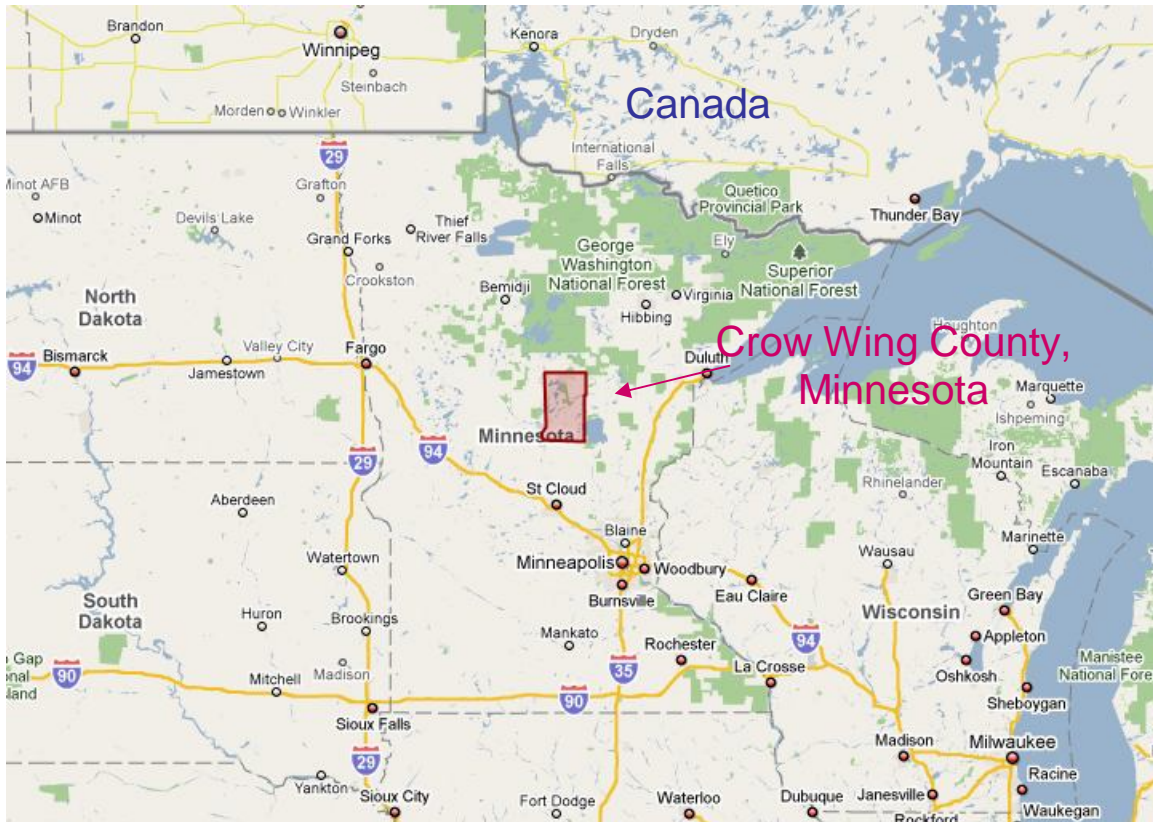 Brandon
Winnipeg
Steinbach
Morden
Winkler
Kenora
Dryden
Canada
International
Falls
29
Minot AFB
Minot
Grafton
Devils Lake
Grand Forks
Crookston
Thief
River Falls
Quetico
Provincial Park
Thunder Bay
George
Washington
National Forest
Ely
Superior
National Forest
Bemidji
Virginia
Hibbing
North
Dakota
94
Bismarck
Jamestown
Valley City
Fargo
Houghton
Crow Wing County,
Minnesota
Duluth
Marquette
Ishpeming
Iron
Mountain
Escanaba
Rhinelander
Minnesota
94
29
Aberdeen
St Cloud
Blaine
Minneapolis
Woodbury
Burnsville
Watertown
Marinette
Wausau
Eau Claire
Wisconsin
Green Bay
South
Dakota
Huron
Brookings
Mankato
Rochester
94
Appleton
Oshkosh
Manistee
National Fore
Gap
onal
land
90
Madison
Mitchell
35
La Crosse
Sheboygan
90
Sioux Falls
29
Madison
Milwaukee
Yankton
Sioux City
Fort Dodge
Waterloo
Dubuque
Janesville
Racine
Rockford
Waukegan